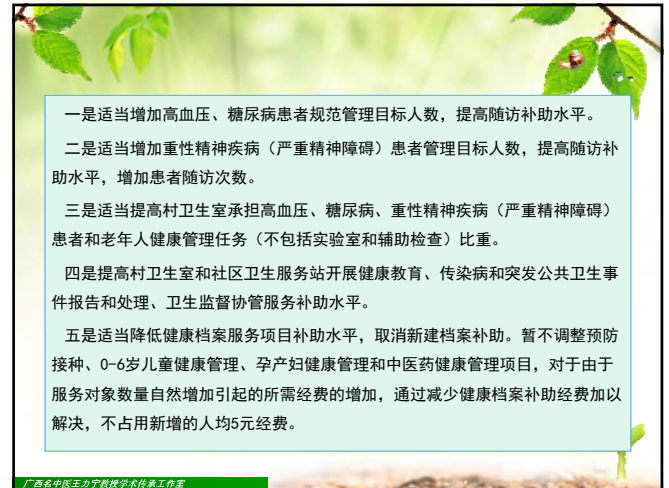 一是适当增加高血压、糖尿病患者规范管理目标人数，提高随访补助水平。
二是适当增加重性精神疾病（严重精神障碍）患者管理目标人数，提高随访补
助水平，增加患者随访次数。
三是适当提高村卫生室承担高血压、糖尿病、重性精神疾病（严重精神障碍）
患者和老年人健康管理任务（不包括实验室和辅助检查）比重。
四是提高村卫生室和社区卫生服务站开展健康教育、传染病和突发公共卫生事
件报告和处理、卫生监督协管服务补助水平。
五是适当降低健康档案服务项目补助水平，取消新建档案补助。暂不调整预防
接种、0-6岁儿童健康管理、孕产妇健康管理和中医药健康管理项目，对于由于
服务对象数量自然增加引起的所需经费的增加，通过减少健康档案补助经费加以
解决，不占用新增的人均5元经费。
广西名中医王力宁教授学术传承工作室